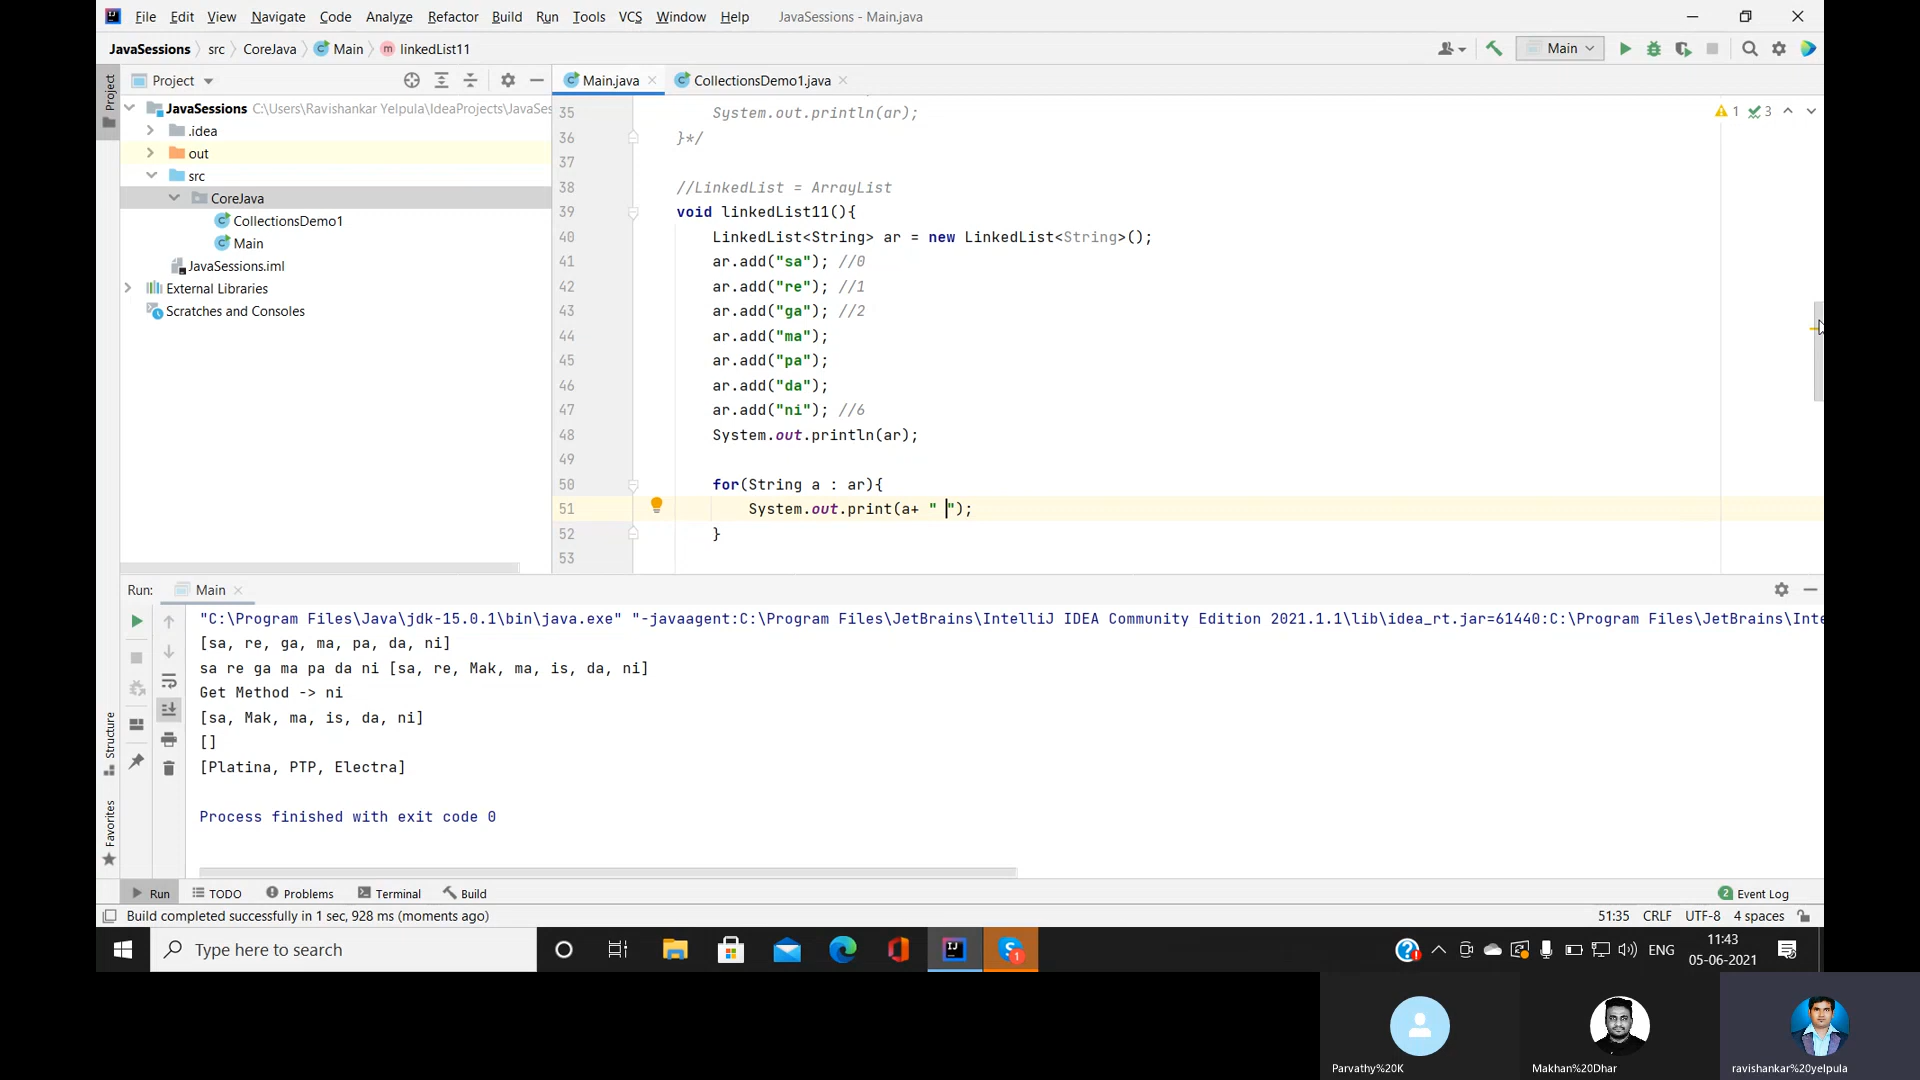 File Edit View Navigate Code Analyze Refactor Build Run Tools VCS Window Help JavaSessions - Main.java
JavaSessions src CoreJava Main linkedList11 Main
Project Main.java CollectionsDemo1.java
Project
JavaSessions C:\Users\Ravishankar Yelpula\IdeaProjects\JavaSes
.idea
out
src
CoreJava
CollectionsDemo1
Main
JavaSessions.iml
External Libraries
Scratches and Consoles
1 3
35 System.out.println(ar);
36 }*/
37
38 //LinkedList = ArrayList
39 void linkedList11(){
40 LinkedList<String> ar = new LinkedList<String>();
41 ar.add("sa"); //0
42 ar.add("re"); //1
43 ar.add("ga"); //2
44 ar.add("ma");
45 ar.add("pa");
46 ar.add("da");
47 ar.add("ni"); //6
48 System.out.println(ar);
49
50 for(String a : ar){
51 System.out.print(a+ " ");
52 }
53
Run: Main
"C:\Program Files\Java\jdk-15.0.1\bin\java.exe" "-javaagent:C:\Program Files\JetBrains\IntelliJ IDEA Community Edition 2021.1.1\lib\idea_rt.jar=61440:C:\Program Files\JetBrains\Inte
[sa, re, ga, ma, pa, da, ni]
sa re ga ma pa da ni [sa, re, Mak, ma, is, da, ni]
Get Method -> ni
[sa, Mak, ma, is, da, ni]
[]
[Platina, PTP, Electra]
Process finished with exit code 0
Structure
Favorites
Run TODO Problems Terminal Build 2 Event Log
Build completed successfully in 1 sec, 928 ms (moments ago) 51:35 CRLF UTF-8 4 spaces
Type here to search ENG 11:43
05-06-2021
Parvathy%20K Makhan%20Dhar ravishankar%20yelpula